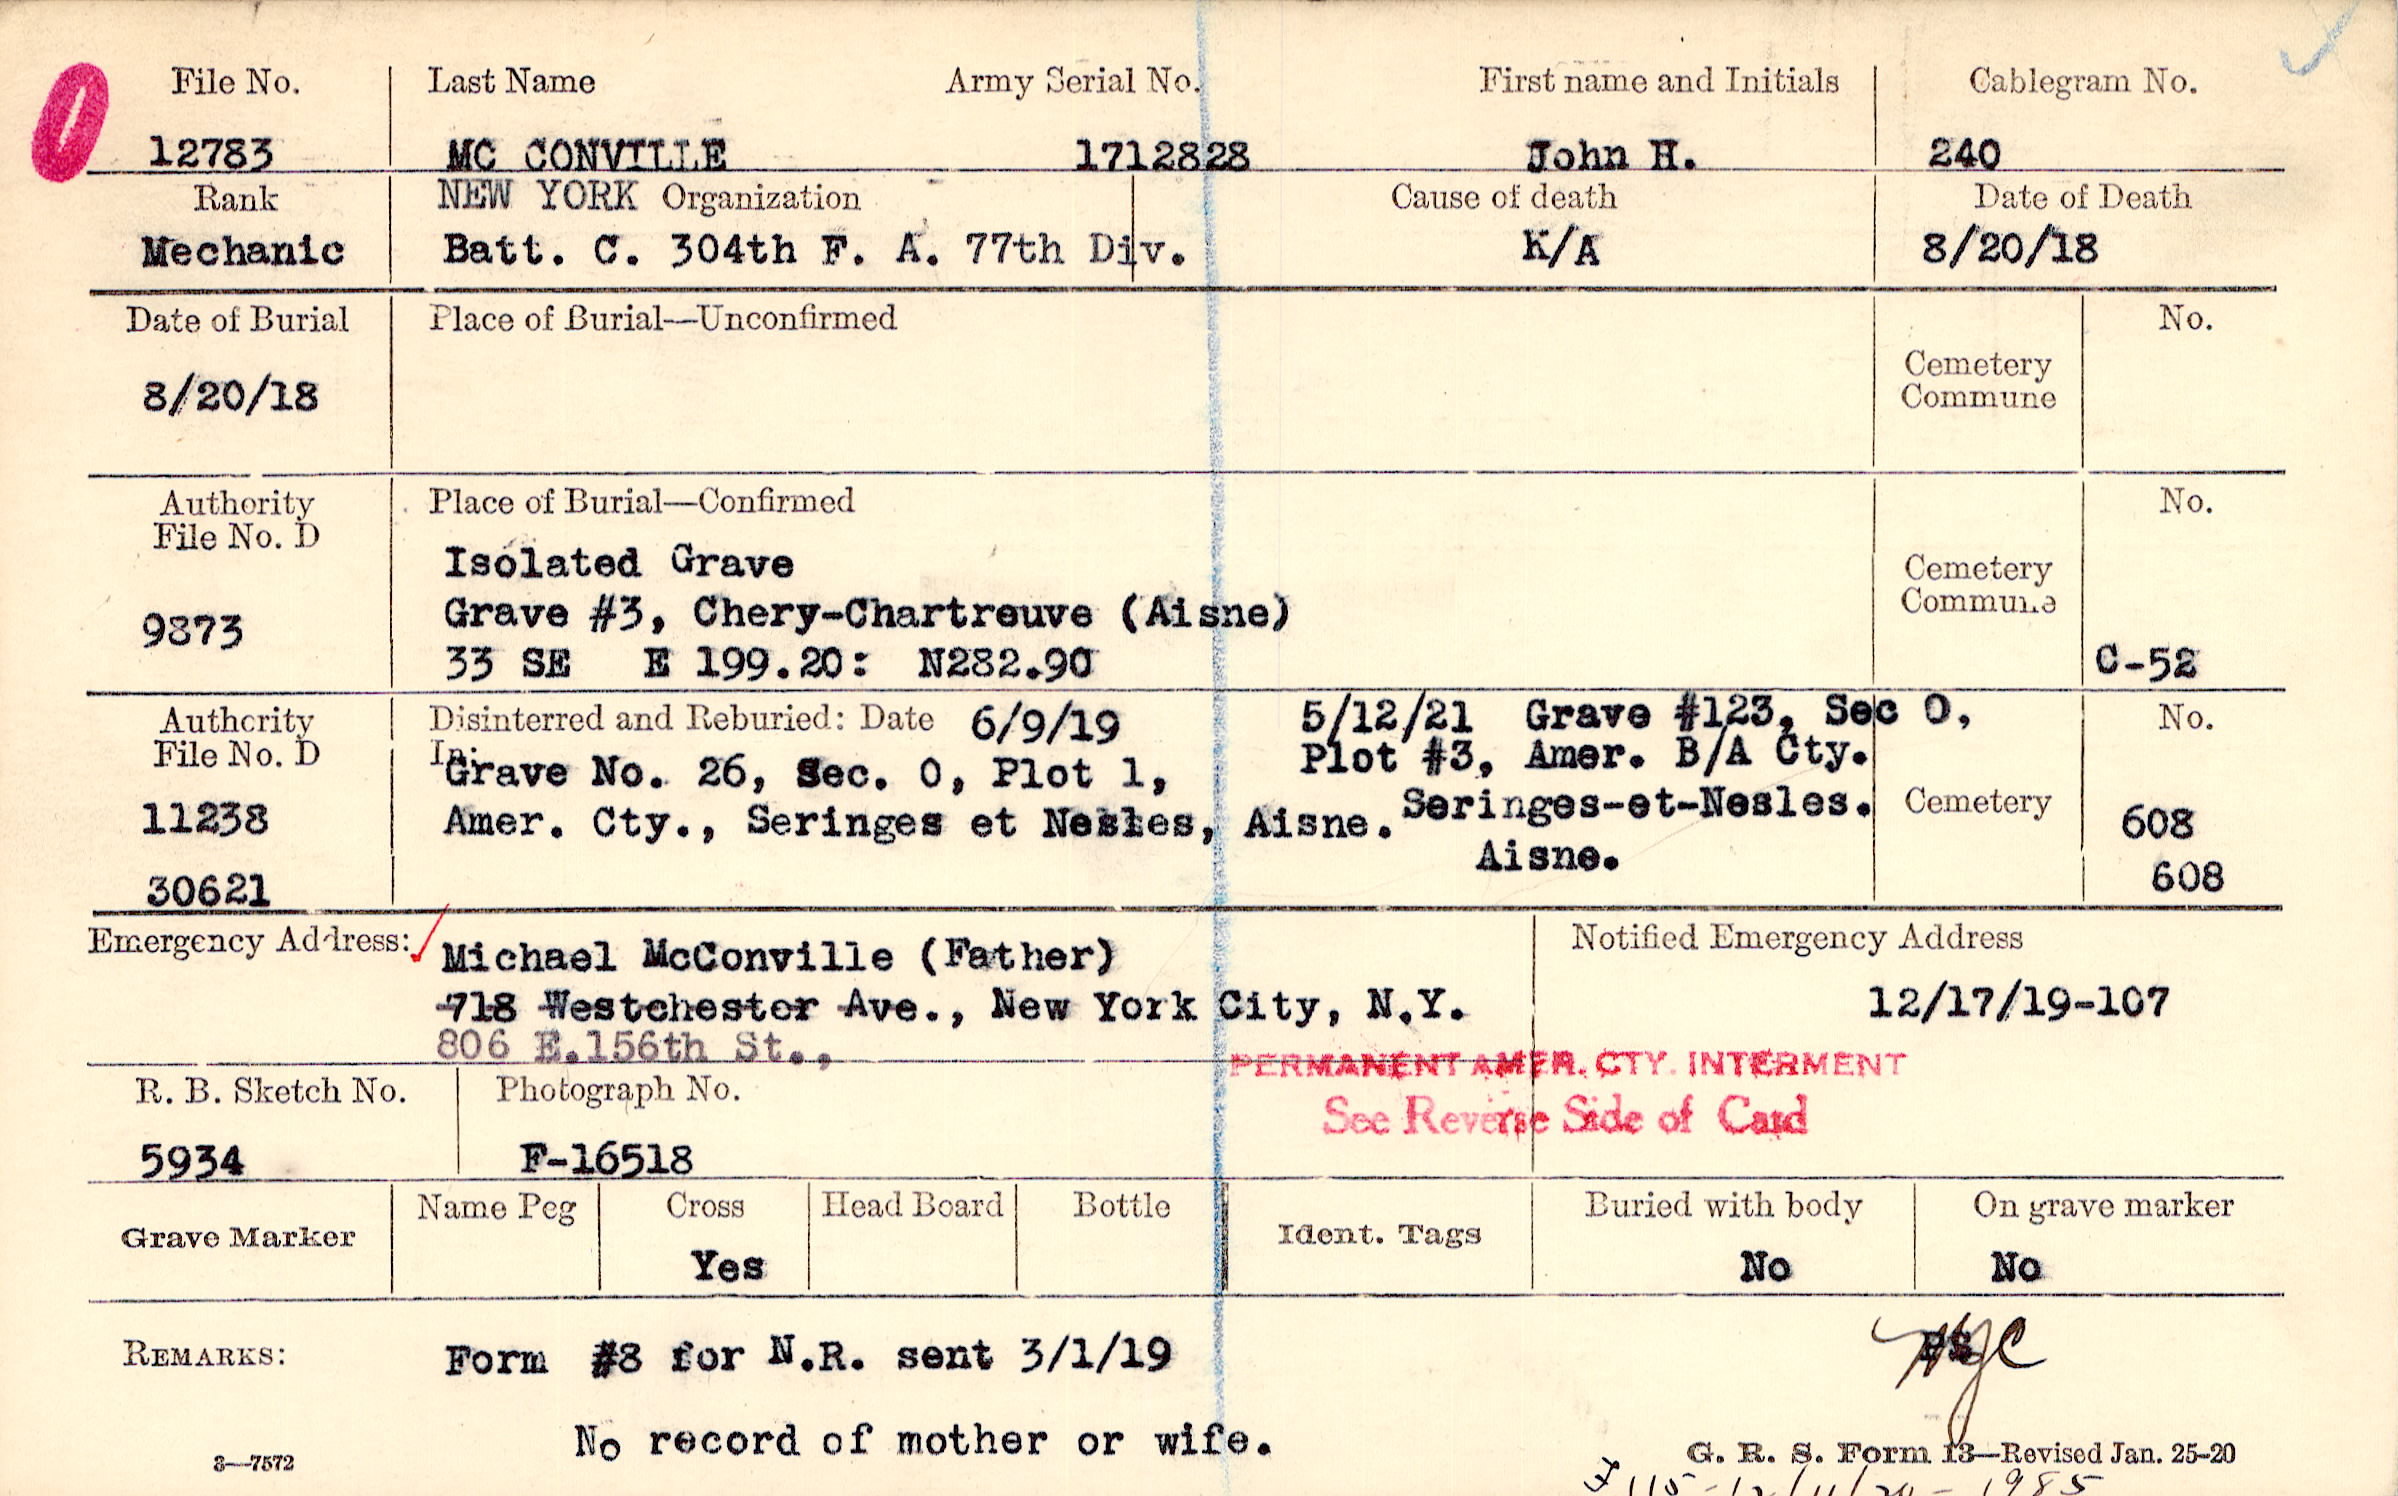 File No. Last Name Army Serial No. First name and Initials Cablegram No.
12783 MC CONVILLE 1712828 John H. 240
Rank NEW YORK Organization Cause of death Date of Death
Mechanic Batt. C. 304th F. A. 77th Div. K/A 8/20/18
Date of Burial Place of Burial—Unconfirmed No.
Cemetery
Commune
8/20/18
Authority Place of Burial—Confirmed No.
File No. D
Isolated Grave Cemetery
Commune
9873 Grave #3, Chery-Chartreuve (Aisne)
33 SE E 199.20: N282.90 C-52
Authority Disinterred and Reburied: Date 6/9/19 5/12/21 Grave #123, Sec O, No.
File No. D In: Plot #3, Amer. B/A Cty.
Grave No. 26, Sec. O, Plot 1,
Seringes-et-Nesles. Cemetery
11238 Amer. Cty., Seringes et Nesles, Aisne. 608
Aisne.
30621 608
Emergency Address: Michael McConville (Father) Notified Emergency Address
718 Westchester Ave., New York City, N.Y. 12/17/19-107
806 E.156th St.,
PERMANENT AMER. CTY. INTERMENT
R. B. Sketch No. Photograph No. See Reverse Side of Card
5934 F-16518
Grave Marker Name Peg Cross Head Board Bottle Ident. Tags Buried with body On grave marker
Yes No No
REMARKS: Form #8 for N.R. sent 3/1/19
No record of mother or wife.
3—7572 G. R. S. Form 13—Revised Jan. 25-20